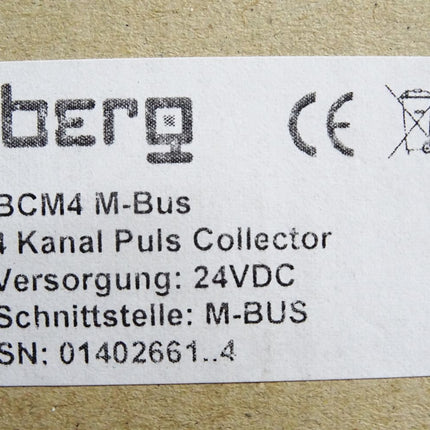 berg CE
BCM4 M-Bus
4 Kanal Puls Collector
Versorgung: 24VDC
Schnittstelle: M-BUS
SN: 01402661..4